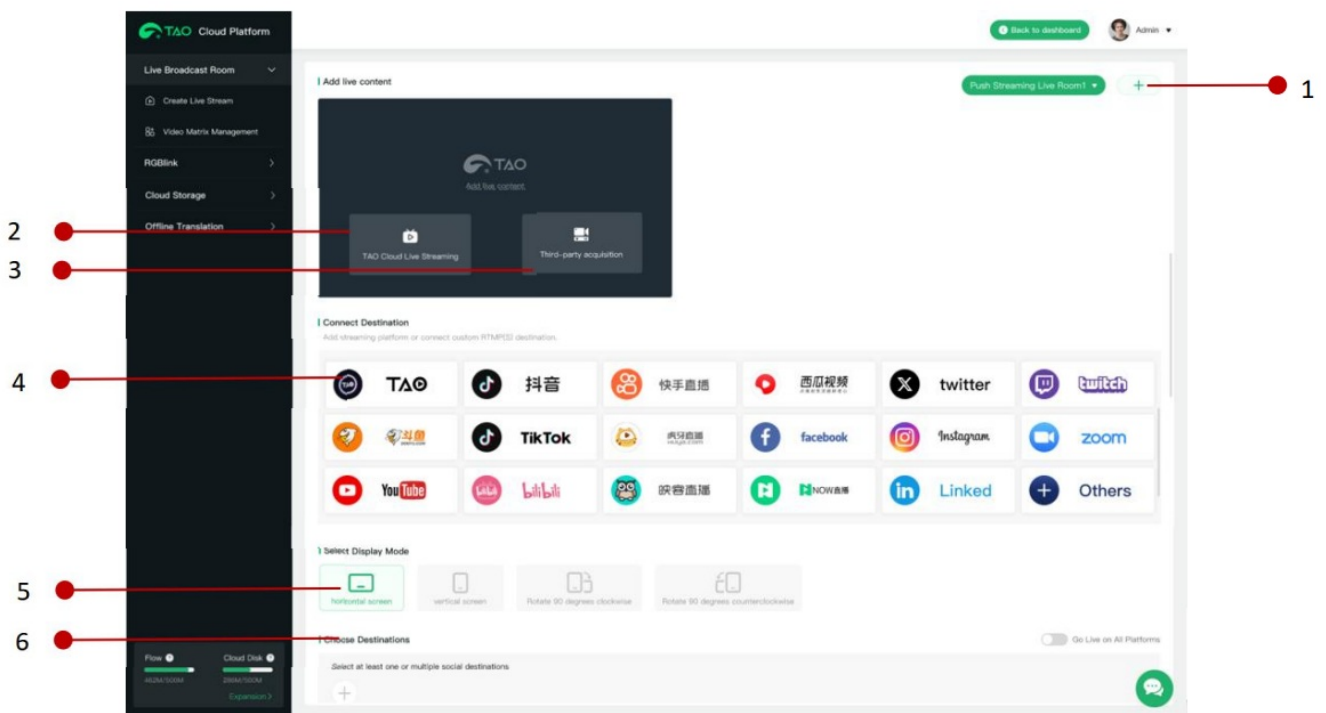 TAO Cloud Platform
Back to dashboard
Admin
Live Broadcast Room
Create Live Stream
Video Matrix Management
RGBlink
Cloud Storage
Offline Translation
Flow
Cloud Disk
482M/500M
286M/500M
Expansion
Add live content
Push Streaming Live Room1
1
TAO
Add live content
2
TAO Cloud Live Streaming
3
Third-party acquisition
Connect Destination
Add streaming platform or connect custom RTMP(S) destination.
4
TAO
TAO
抖音
快手直播
西瓜视频
twitter
twitch
斗鱼
TikTok
虎牙直播
facebook
Instagram
zoom
YouTube
bilibili
映客直播
NOW直播
in
Linked
Others
Select Display Mode
5
horizontal screen
vertical screen
Rotate 90 degrees clockwise
Rotate 90 degrees counterclockwise
6
Choose Destinations
Go Live on All Platforms
Select at least one or multiple social destinations